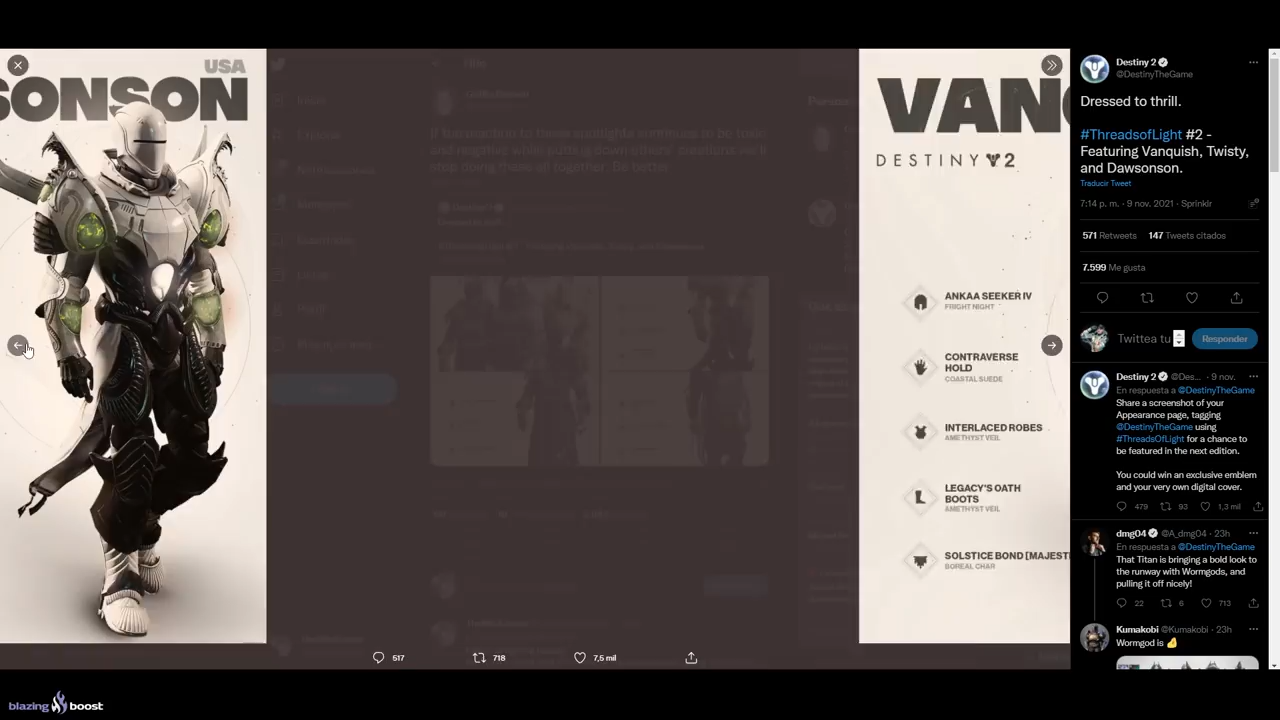 USA
SONSON
VAN
DESTINY 2
ANKAA SEEKER IV
FRIGHT NIGHT
CONTRAVERSE
HOLD
COASTAL SUEDE
INTERLACED ROBES
AMETHYST VEIL
LEGACY'S OATH
BOOTS
AMETHYST VEIL
SOLSTICE BOND [MAJEST
BOREAL CHAR
517 718 7,5 mil
Destiny 2
@DestinyTheGame
Dressed to thrill.
#ThreadsofLight #2 -
Featuring Vanquish, Twisty,
and Dawsonson.
Traducir Tweet
7:14 p. m. · 9 nov. 2021 · Sprinklr
571 Retweets 147 Tweets citados
7.599 Me gusta
Twittea tu
Responder
Destiny 2 @Des... · 9 nov.
En respuesta a @DestinyTheGame
Share a screenshot of your
Appearance page, tagging
@DestinyTheGame using
#ThreadsOfLight for a chance to
be featured in the next edition.
You could win an exclusive emblem
and your very own digital cover.
479 93 1,3 mil
dmg04 @A_dmg04 · 23h
En respuesta a @DestinyTheGame
That Titan is bringing a bold look to
the runway with Wormgods, and
pulling it off nicely!
22 6 713
Kumakobi @Kumakobi · 23h
Wormgod is
blazing boost